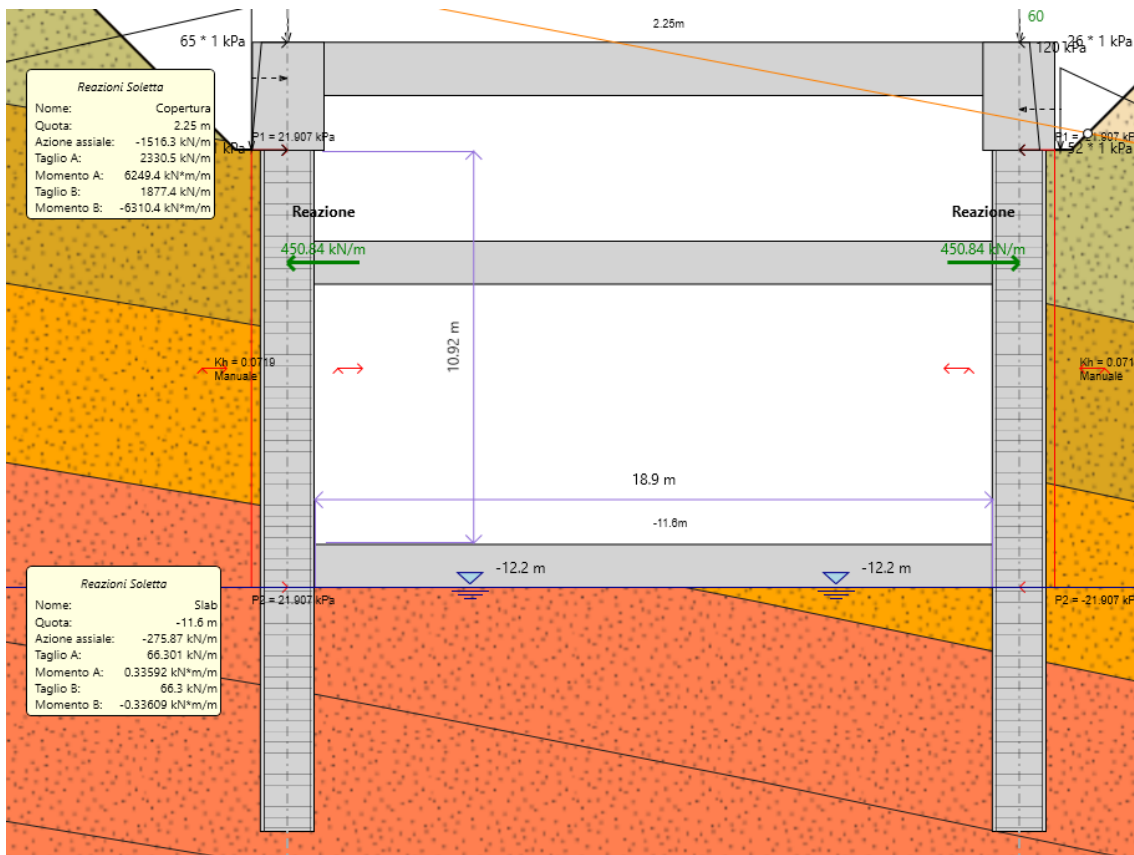 60
2.25m
65 * 1 kPa
36 * 1 kPa
120 kPa
Reazioni Soletta
Nome: Copertura
Quota: 2.25 m
Azione assiale: -1516.3 kN/m
Taglio A: 2330.5 kN/m
Momento A: 6249.4 kN*m/m
Taglio B: 1877.4 kN/m
Momento B: -6310.4 kN*m/m
P1 = 21.907 kPa
kPa
52 * 1 kPa
Reazione
Reazione
450.84 kN/m
450.84 kN/m
10.92 m
Kh = 0.0719
Manuale
Kh = 0.071
Manuale
18.9 m
-11.6m
-12.2 m
-12.2 m
Reazioni Soletta
Nome: Slab
Quota: -11.6 m
Azione assiale: -275.87 kN/m
Taglio A: 66.301 kN/m
Momento A: 0.33592 kN*m/m
Taglio B: 66.3 kN/m
Momento B: -0.33609 kN*m/m
P2 = 21.907 kPa
P2 = -21.907 kP